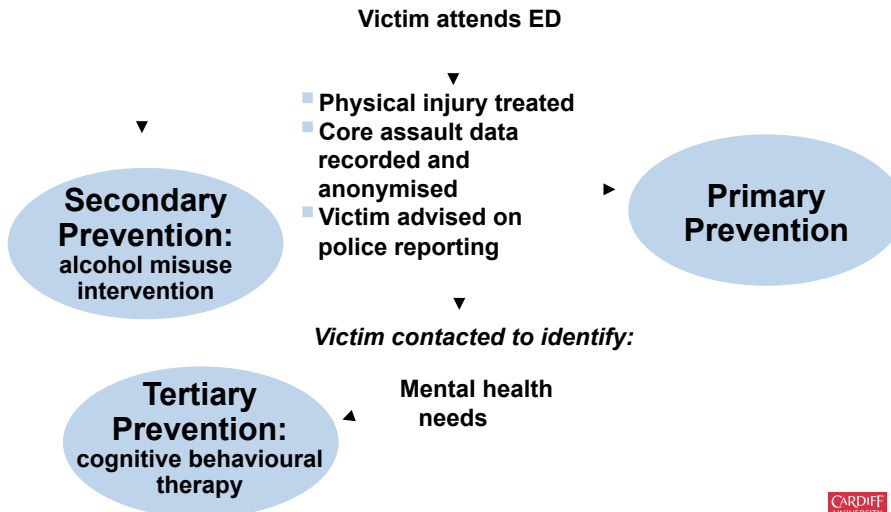 Victim attends ED
Physical injury treated
Core assault data
recorded and
anonymised
Victim advised on
police reporting
Secondary
Prevention:
alcohol misuse
intervention
Primary
Prevention
Victim contacted to identify:
Mental health
needs
Tertiary
Prevention:
cognitive behavioural
therapy
CARDIFF
UNIVERSITY